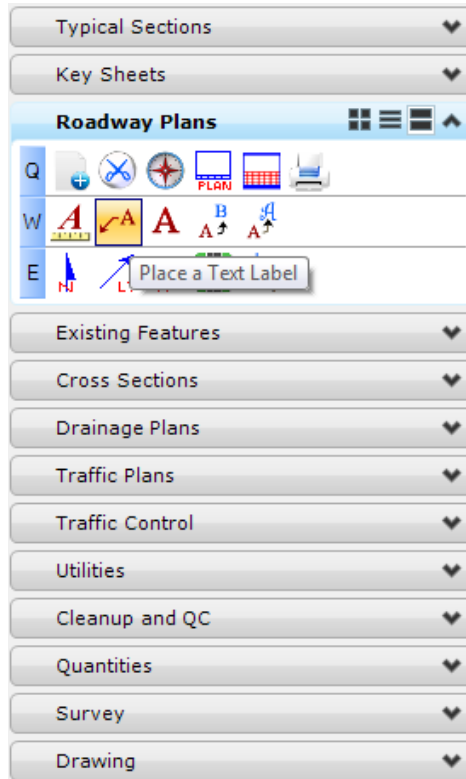 Typical Sections
Key Sheets
Roadway Plans
Q
PLAN
W A A A A B A A
E N Place a Text Label
Existing Features
Cross Sections
Drainage Plans
Traffic Plans
Traffic Control
Utilities
Cleanup and QC
Quantities
Survey
Drawing